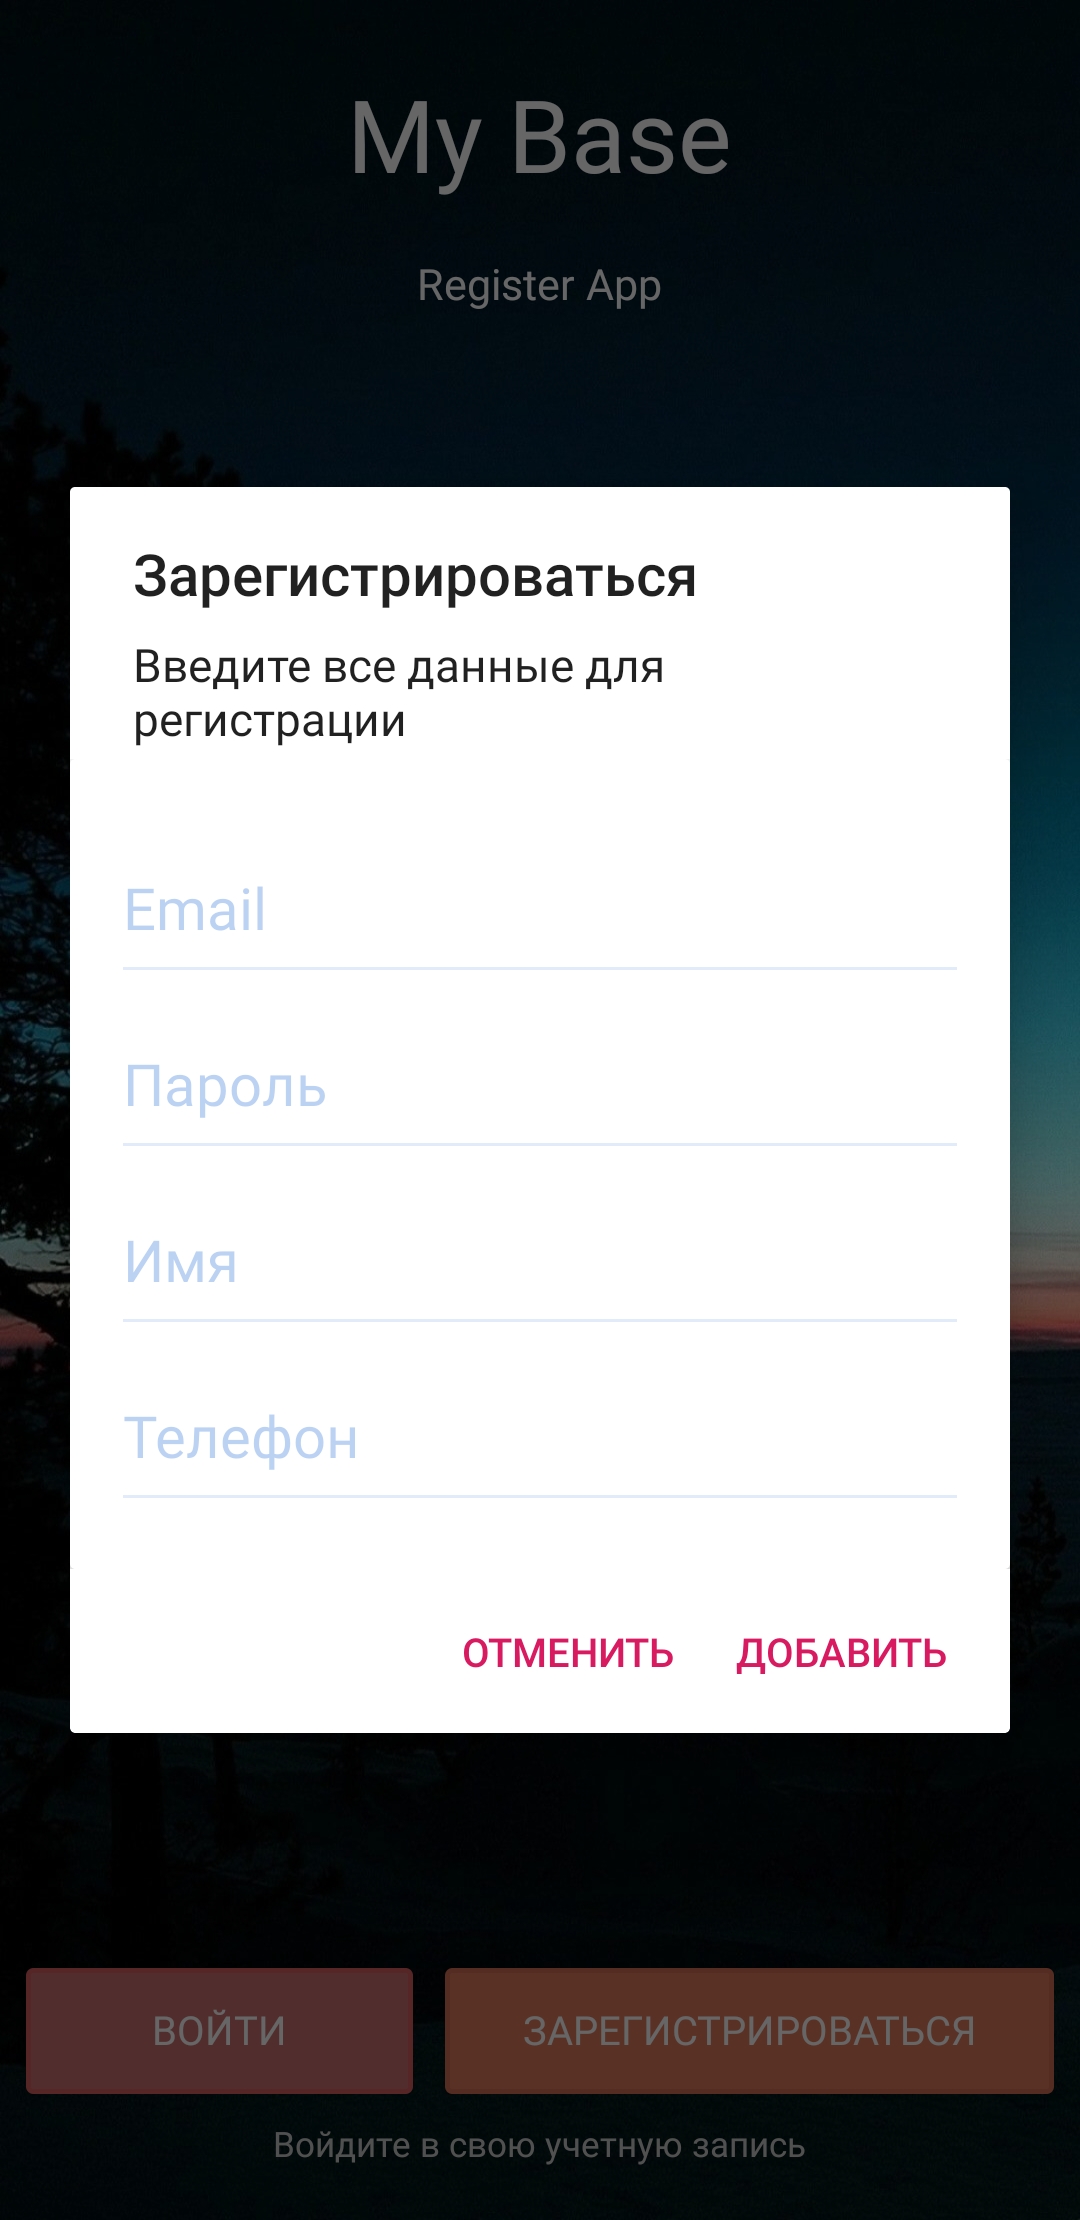 My Base
Register App
Зарегистрироваться
Введите все данные для
регистрации
Email
Пароль
Имя
Телефон
ОТМЕНИТЬ ДОБАВИТЬ
ВОЙТИ ЗАРЕГИСТРИРОВАТЬСЯ
Войдите в свою учетную запись